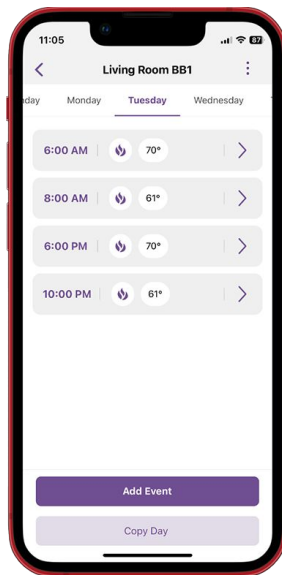 11:05
87
Living Room BB1
day Monday Tuesday Wednesday
6:00 AM 70°
8:00 AM 61°
6:00 PM 70°
10:00 PM 61°
Add Event
Copy Day